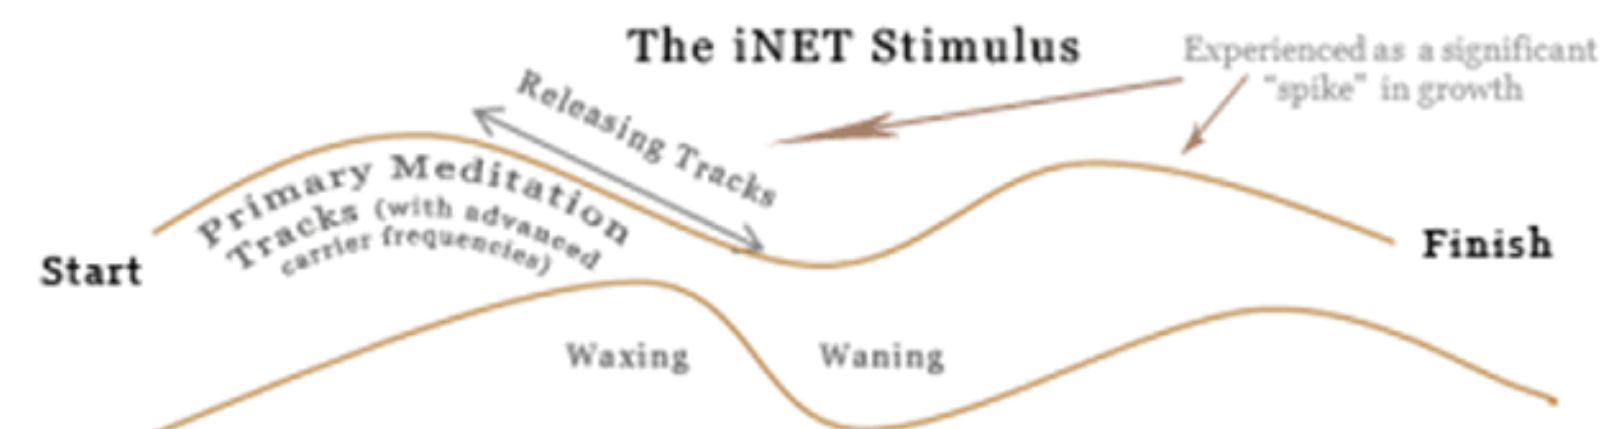 The iNET Stimulus
Experienced as a significant
“spike” in growth
Releasing Tracks
Primary Meditation
Tracks (with advanced
carrier frequencies)
Start
Finish
Waxing
Waning